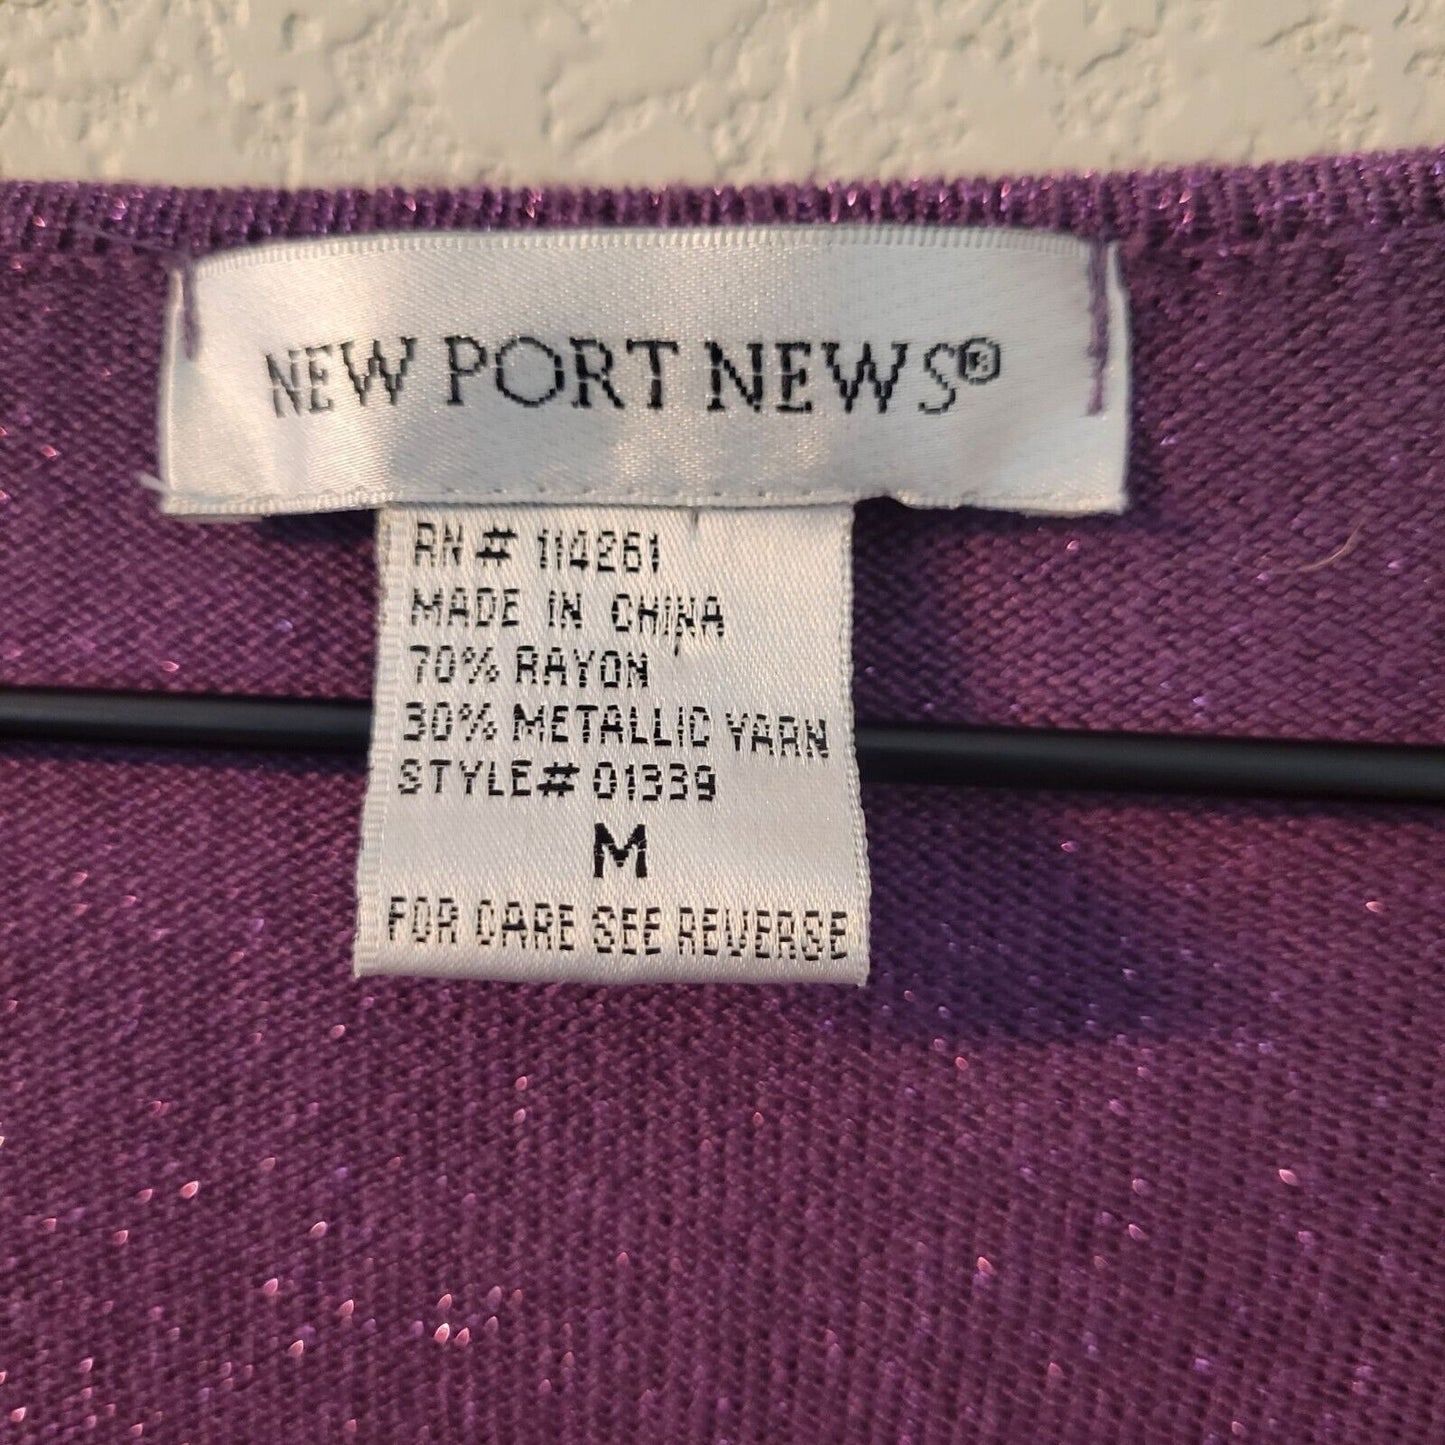 NEW PORT NEWS®
RN# 114261
MADE IN CHINA
70% RAYON
30% METALLIC YARN
STYLE# 01339
M
FOR CARE SEE REVERSE